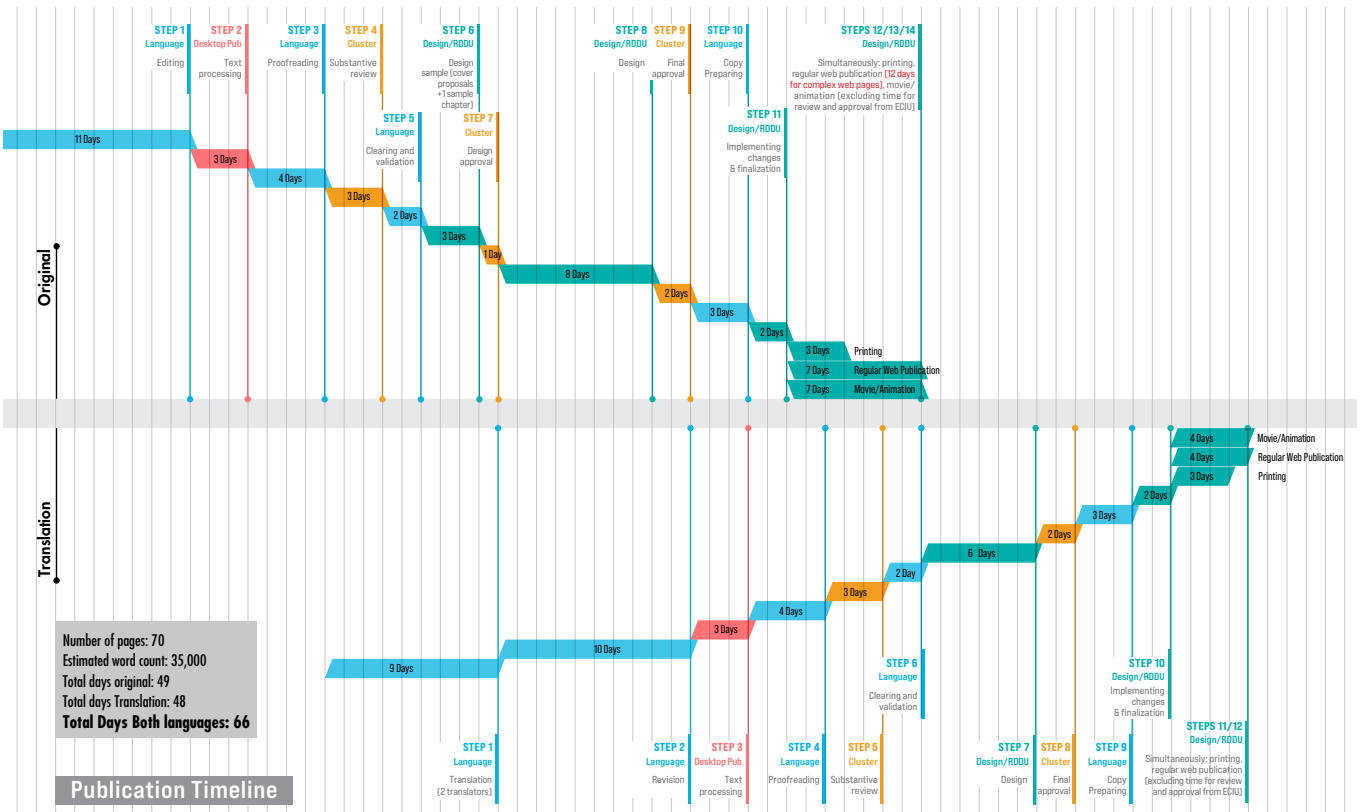 STEP 1
Language
Editing
STEP 2
Desktop Pub
Text
processing
STEP 3
Language
Proofreading
STEP 4
Cluster
Substantive
review
STEP 6
Design/RDDU
Design
sample (cover
proposals
+1 sample
chapter)
STEP 8
Design/RDDU
Design
STEP 9
Cluster
Final
approval
STEP 10
Language
Copy
Preparing
STEPS 12/13/14
Design/RDDU
Simultaneously: printing,
regular web publication (12 days
for complex web pages), movie/
animation (excluding time for
review and approval from ECIU)
STEP 5
Language
Clearing and
validation
STEP 7
Cluster
Design
approval
STEP 11
Design/RDDU
Implementing
changes
& finalization
11 Days
3 Days
4 Days
3 Days
2 Days
3 Days
1 Day
8 Days
2 Days
3 Days
2 Days
3 Days Printing
7 Days Regular Web Publication
7 Days Movie/Animation
Original
Translation
4 Days Movie/Animation
4 Days Regular Web Publication
3 Days Printing
2 Days
3 Days
2 Days
6 Days
2 Day
3 Days
4 Days
3 Days
10 Days
9 Days
Number of pages: 70
Estimated word count: 35,000
Total days original: 49
Total days Translation: 48
Total Days Both languages: 66
STEP 6
Language
Clearing and
validation
STEP 10
Design/RDDU
Implementing
changes
& finalization
STEPS 11/12
Design/RDDU
Simultaneously: printing,
regular web publication
(excluding time for review
and approval from ECIU)
STEP 1
Language
Translation
(2 translators)
STEP 2
Language
Revision
STEP 3
Desktop Pub
Text
processing
STEP 4
Language
Proofreading
STEP 5
Cluster
Substantive
review
STEP 7
Design/RDDU
Design
STEP 8
Cluster
Final
approval
STEP 9
Language
Copy
Preparing
Publication Timeline